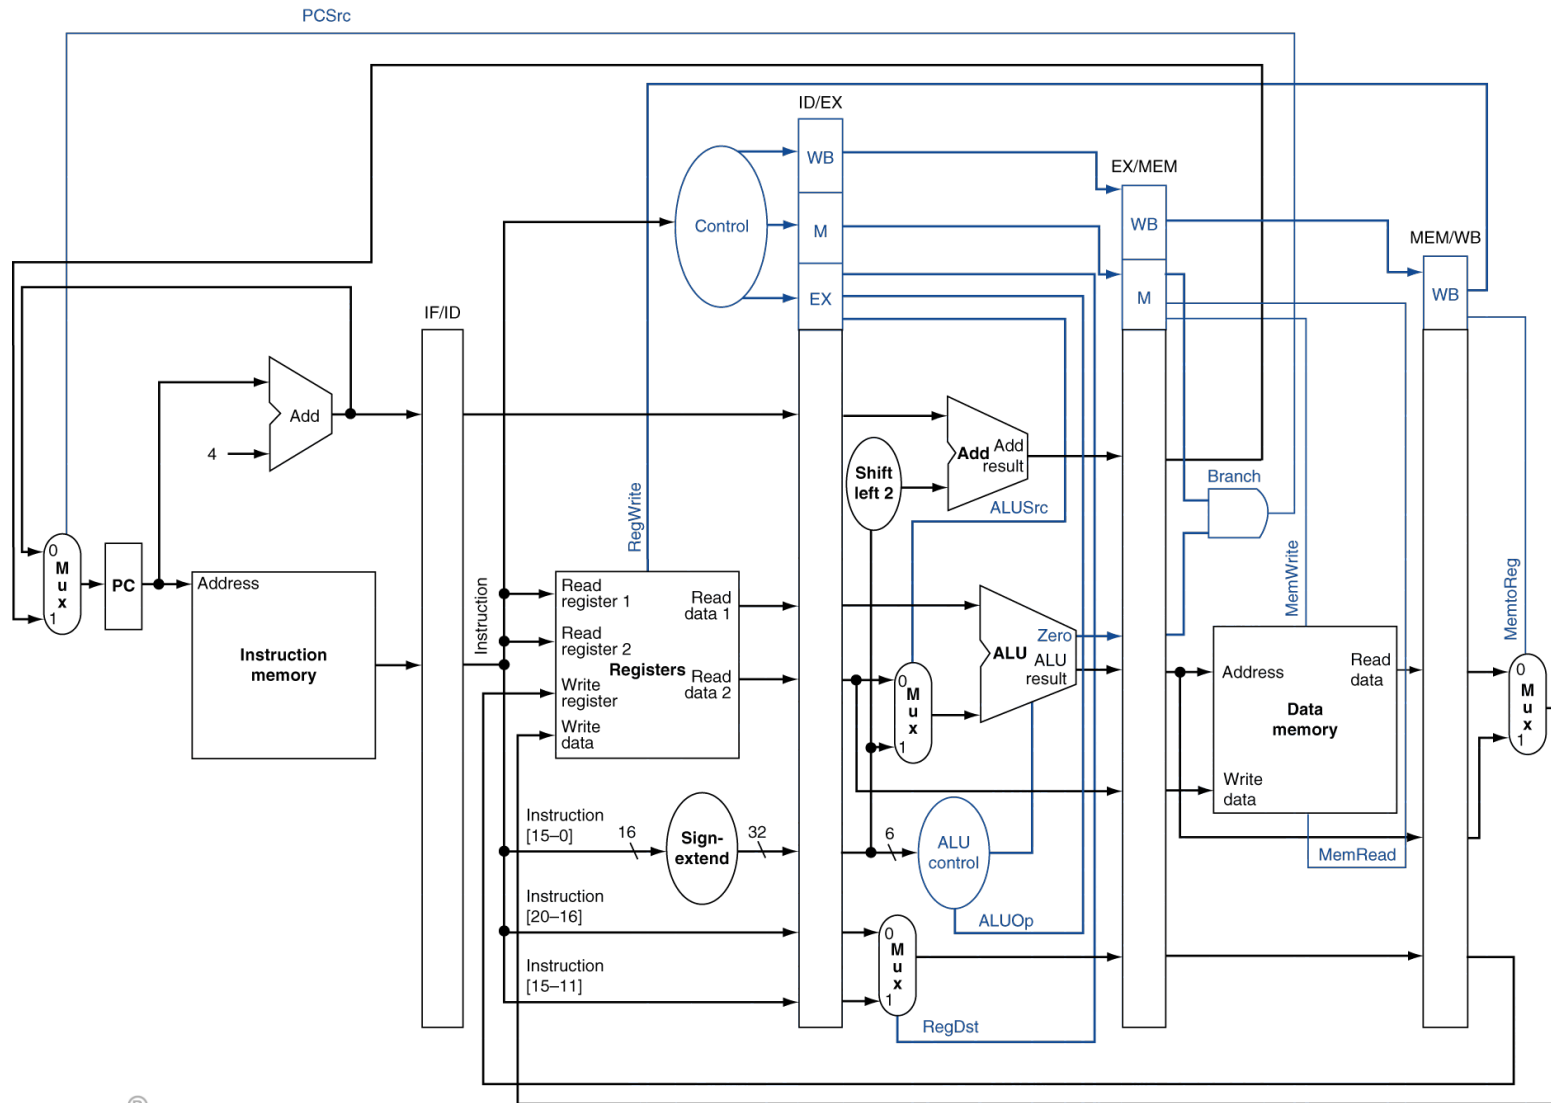 PCSrc
ID/EX
WB
EX/MEM
Control
M
WB
MEM/WB
EX
M
WB
IF/ID
Add
4
Add Add
result
Shift
left 2
Branch
ALUSrc
RegWrite
MemWrite
MemtoReg
0
M
u
x
1
PC
Address
Instruction
memory
Instruction
Read
register 1
Read
register 2
Write
register
Write
data
Registers
Read
data 1
Read
data 2
0
M
u
x
1
Zero
ALU
ALU
result
Address
Read
data
Data
memory
Write
data
0
M
u
x
1
MemRead
Instruction
[15–0]
16
Sign-
extend
32
6
ALU
control
ALUOp
Instruction
[20–16]
Instruction
[15–11]
0
M
u
x
1
RegDst